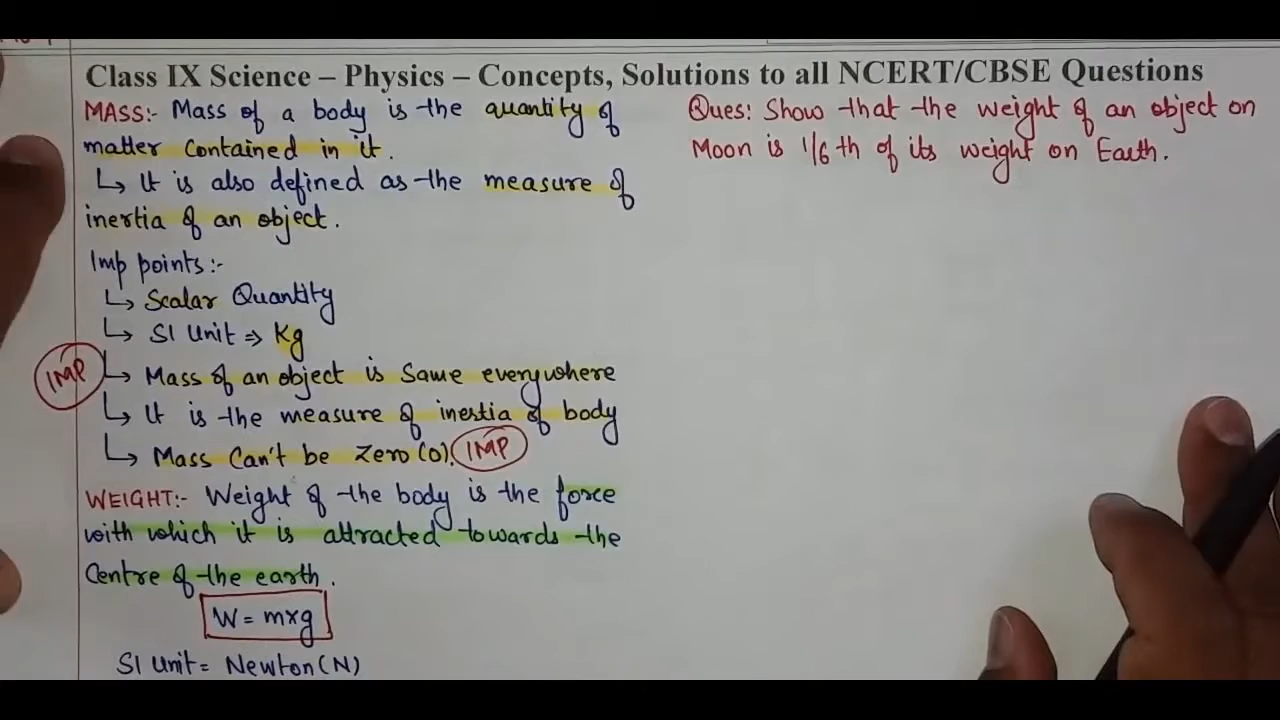 Class IX Science – Physics – Concepts, Solutions to all NCERT/CBSE Questions
MASS:- Mass of a body is the quantity of
matter contained in it.
↳ It is also defined as the measure of
inertia of an object.
Imp points:-
↳ Scalar Quantity
↳ SI Unit ⇒ Kg
IMP ↳ Mass of an object is Same everywhere
↳ It is the measure of inertia of body
↳ Mass Can't be Zero(0). IMP
WEIGHT:- Weight of the body is the force
with which it is attracted towards the
Centre of the earth.
W = m×g
SI Unit = Newton(N)
Ques: Show that the weight of an object on
Moon is 1/6 th of its weight on Earth.